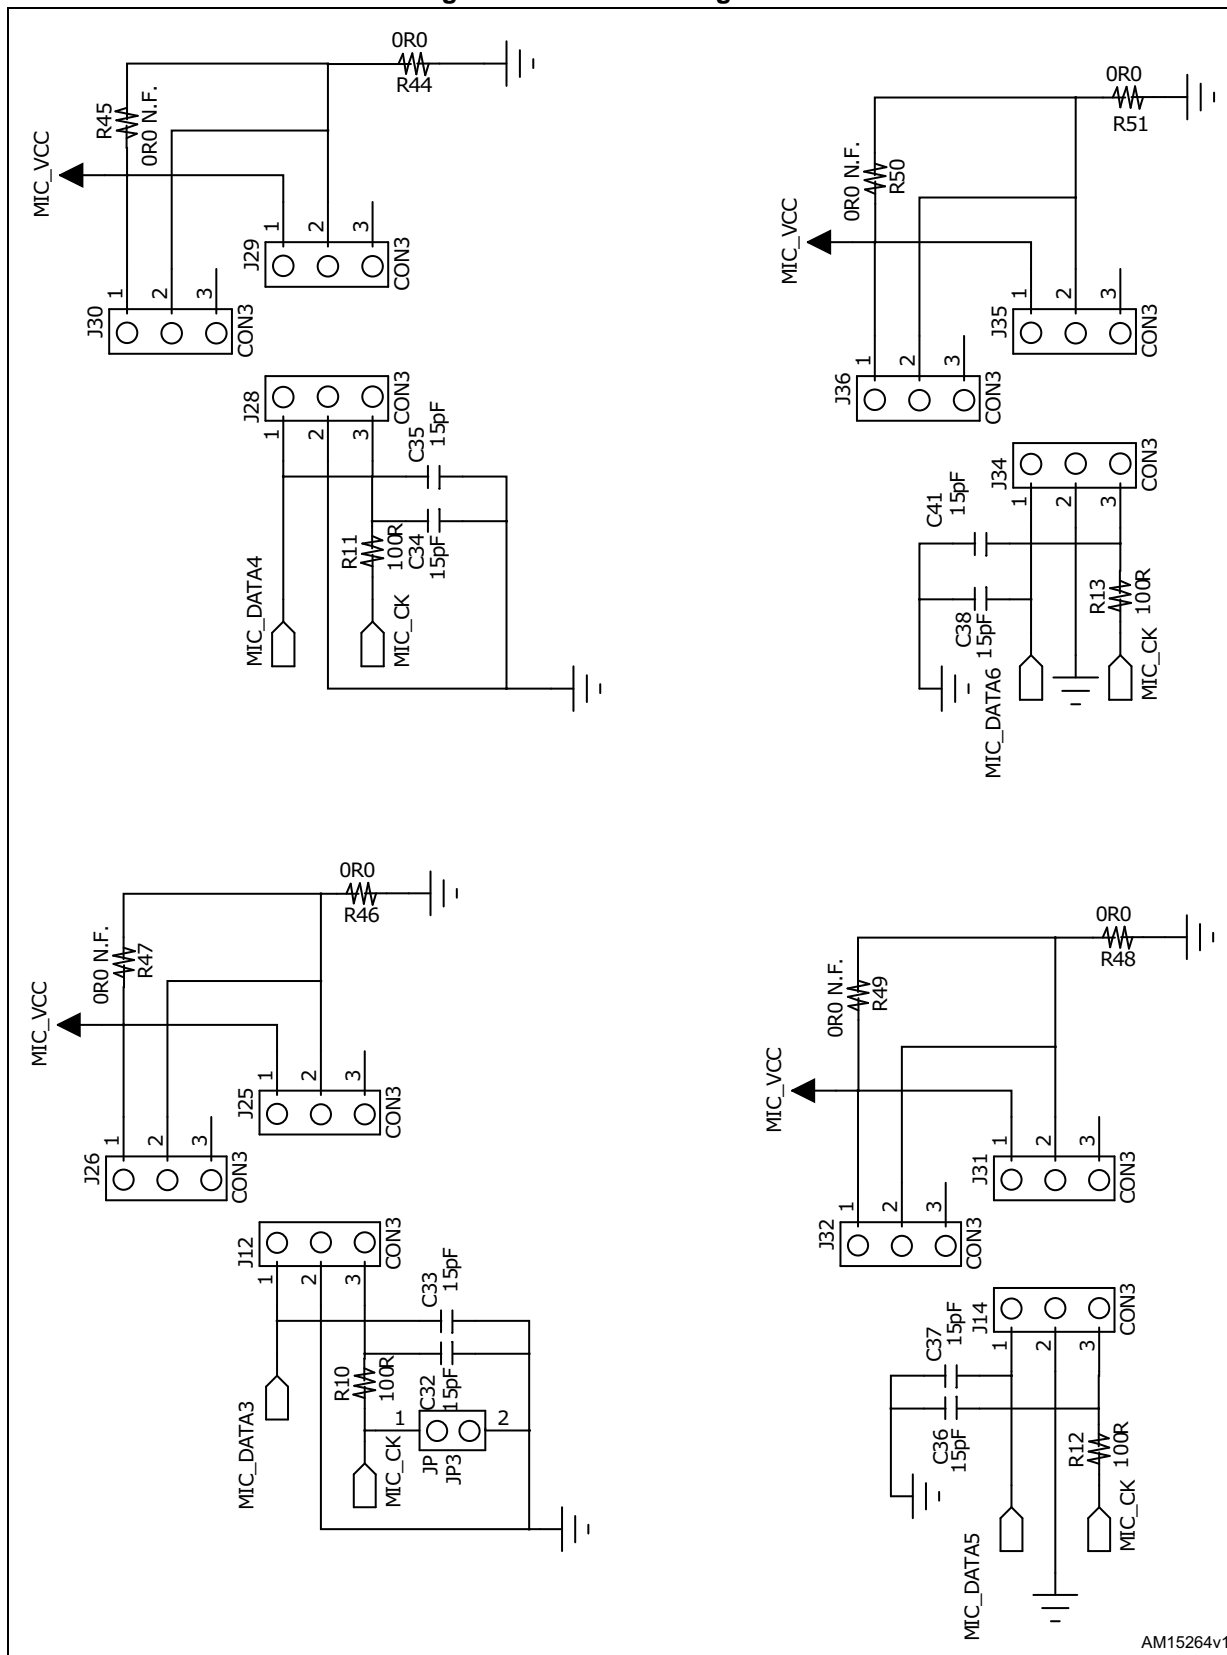 0R0
R44
R45
0R0 N.F.
MIC_VCC
J29
1
2
3
CON3
J30
1
2
3
CON3
J28
1
2
3
CON3
C35
15pF
R11
100R
C34
15pF
MIC_DATA4
MIC_CK
0R0
R51
0R0 N.F.
R50
MIC_VCC
J35
1
2
3
CON3
J36
1
2
3
CON3
J34
1
2
3
CON3
C41
15pF
C38
15pF
R13
100R
MIC_DATA6
MIC_CK
0R0
R46
0R0 N.F.
R47
MIC_VCC
J25
1
2
3
CON3
J26
1
2
3
CON3
J12
1
2
3
CON3
C33
15pF
R10
100R
C32
15pF
1
2
JP
JP3
MIC_DATA3
MIC_CK
0R0
R48
0R0 N.F.
R49
MIC_VCC
J31
1
2
3
CON3
J32
1
2
3
CON3
J14
1
2
3
CON3
C37
15pF
C36
15pF
R12
100R
MIC_DATA5
MIC_CK
AM15264v1